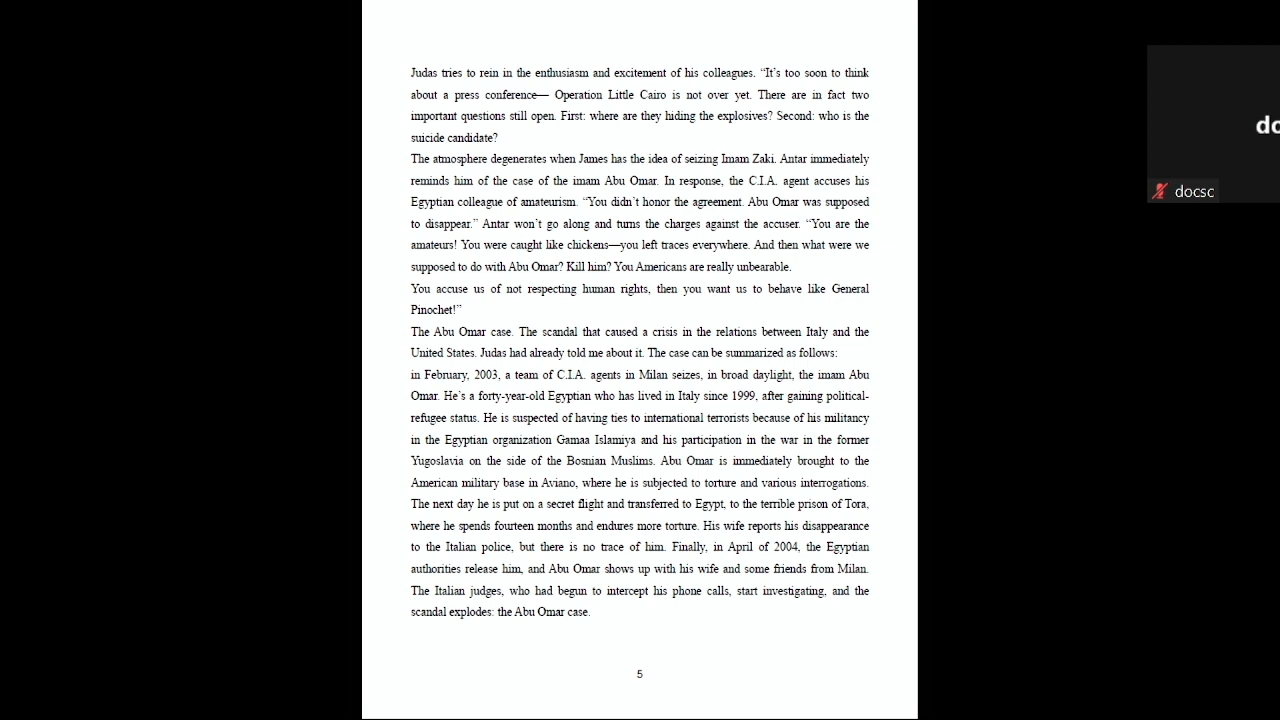 Judas tries to rein in the enthusiasm and excitement of his colleagues. “It’s too soon to think
about a press conference— Operation Little Cairo is not over yet. There are in fact two
important questions still open. First: where are they hiding the explosives? Second: who is the
suicide candidate?
The atmosphere degenerates when James has the idea of seizing Imam Zaki. Antar immediately
reminds him of the case of the imam Abu Omar. In response, the C.I.A. agent accuses his
Egyptian colleague of amateurism. “You didn’t honor the agreement. Abu Omar was supposed
to disappear.” Antar won’t go along and turns the charges against the accuser. “You are the
amateurs! You were caught like chickens—you left traces everywhere. And then what were we
supposed to do with Abu Omar? Kill him? You Americans are really unbearable.
You accuse us of not respecting human rights, then you want us to behave like General
Pinochet!”
The Abu Omar case. The scandal that caused a crisis in the relations between Italy and the
United States. Judas had already told me about it. The case can be summarized as follows:
in February, 2003, a team of C.I.A. agents in Milan seizes, in broad daylight, the imam Abu
Omar. He’s a forty-year-old Egyptian who has lived in Italy since 1999, after gaining political-
refugee status. He is suspected of having ties to international terrorists because of his militancy
in the Egyptian organization Gamaa Islamiya and his participation in the war in the former
Yugoslavia on the side of the Bosnian Muslims. Abu Omar is immediately brought to the
American military base in Aviano, where he is subjected to torture and various interrogations.
The next day he is put on a secret flight and transferred to Egypt, to the terrible prison of Tora,
where he spends fourteen months and endures more torture. His wife reports his disappearance
to the Italian police, but there is no trace of him. Finally, in April of 2004, the Egyptian
authorities release him, and Abu Omar shows up with his wife and some friends from Milan.
The Italian judges, who had begun to intercept his phone calls, start investigating, and the
scandal explodes: the Abu Omar case.
5
docsc